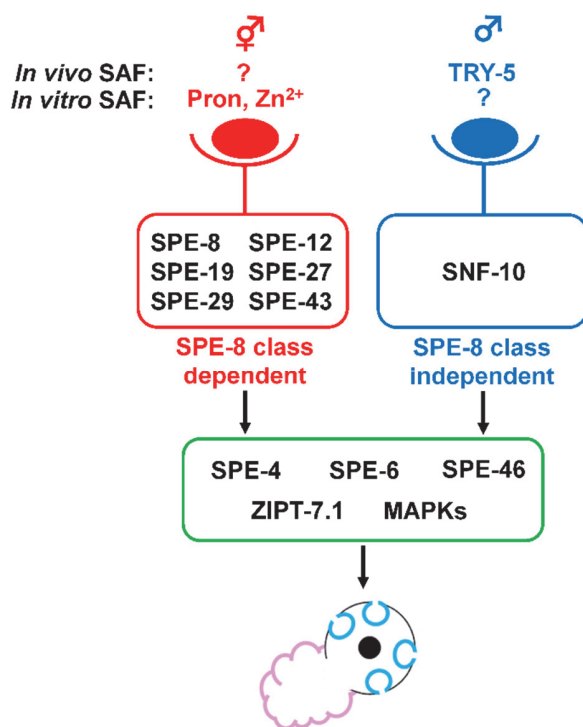 ⚥ ♂
In vivo SAF: ? TRY-5
In vitro SAF: Pron, Zn²⁺ ?
SPE-8 SPE-12
SPE-19 SPE-27
SPE-29 SPE-43
SNF-10
SPE-8 class
dependent
SPE-8 class
independent
SPE-4 SPE-6 SPE-46
ZIPT-7.1 MAPKs